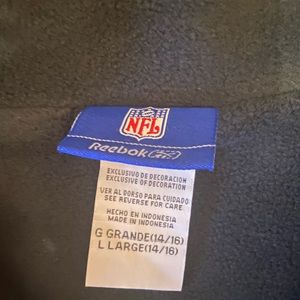 NFL
Reebok
EXCLUSIVO DE DECORACION
EXCLUSIVE OF DECORATION
VER AL DORSO PARA CUIDADO
SEE REVERSE FOR CARE
HECHO EN INDONESIA
MADE IN INDONESIA
G GRANDE(14/16)
L LARGE(14/16)